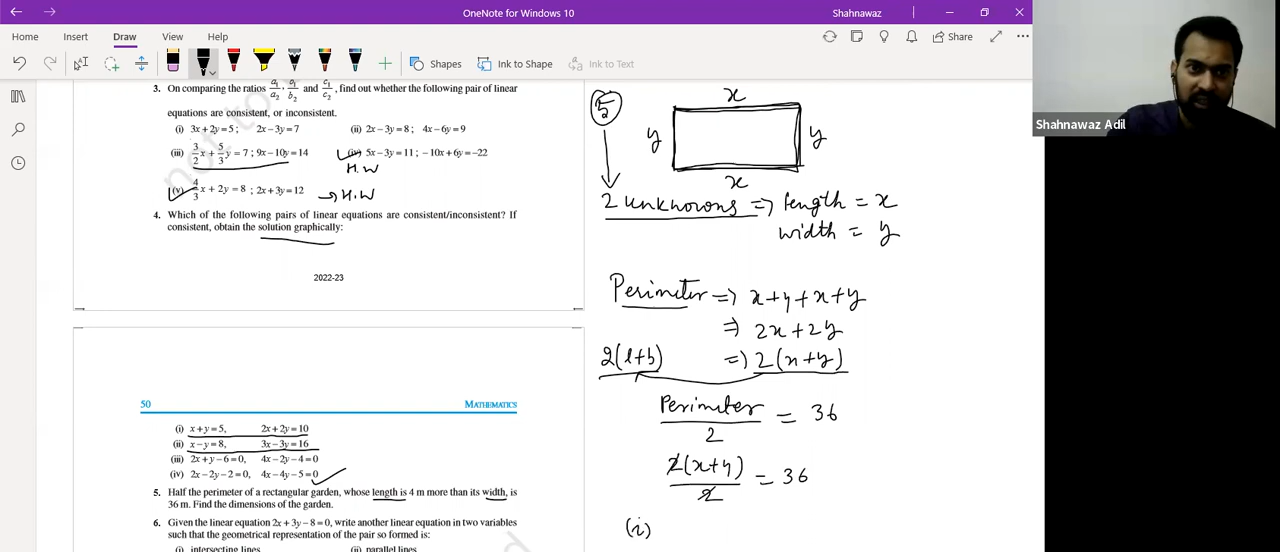 OneNote for Windows 10
Shahnawaz
Home Insert Draw View Help
Share
Shapes
Ink to Shape
Ink to Text
3. On comparing the ratios a₁/a₂, a₁/b₂ and c₁/c₂, find out whether the following pair of linear
equations are consistent, or inconsistent.
(i) 3x + 2y = 5 ; 2x – 3y = 7
(ii) 2x – 3y = 8 ; 4x – 6y = 9
(iii) 3/2 x + 5/3 y = 7 ; 9x – 10y = 14
(iv) 5x – 3y = 11 ; – 10x + 6y = –22
H.W
(v) 4/3 x + 2y = 8 ; 2x + 3y = 12 → H.W
4. Which of the following pairs of linear equations are consistent/inconsistent? If
consistent, obtain the solution graphically:
2022-23
50 MATHEMATICS
(i) x + y = 5, 2x + 2y = 10
(ii) x – y = 8, 3x – 3y = 16
(iii) 2x + y – 6 = 0, 4x – 2y – 4 = 0
(iv) 2x – 2y – 2 = 0, 4x – 4y – 5 = 0
5. Half the perimeter of a rectangular garden, whose length is 4 m more than its width, is
36 m. Find the dimensions of the garden.
6. Given the linear equation 2x + 3y – 8 = 0, write another linear equation in two variables
such that the geometrical representation of the pair so formed is:
(i) intersecting lines (ii) parallel lines
x
y
y
x
2 unknowns => length = x
width = y
Perimeter => x+y+x+y
=> 2x+2y
2(l+b) => 2(x+y)
Perimeter/2 = 36
2(x+y)/2 = 36
(i)
Shahnawaz Adil